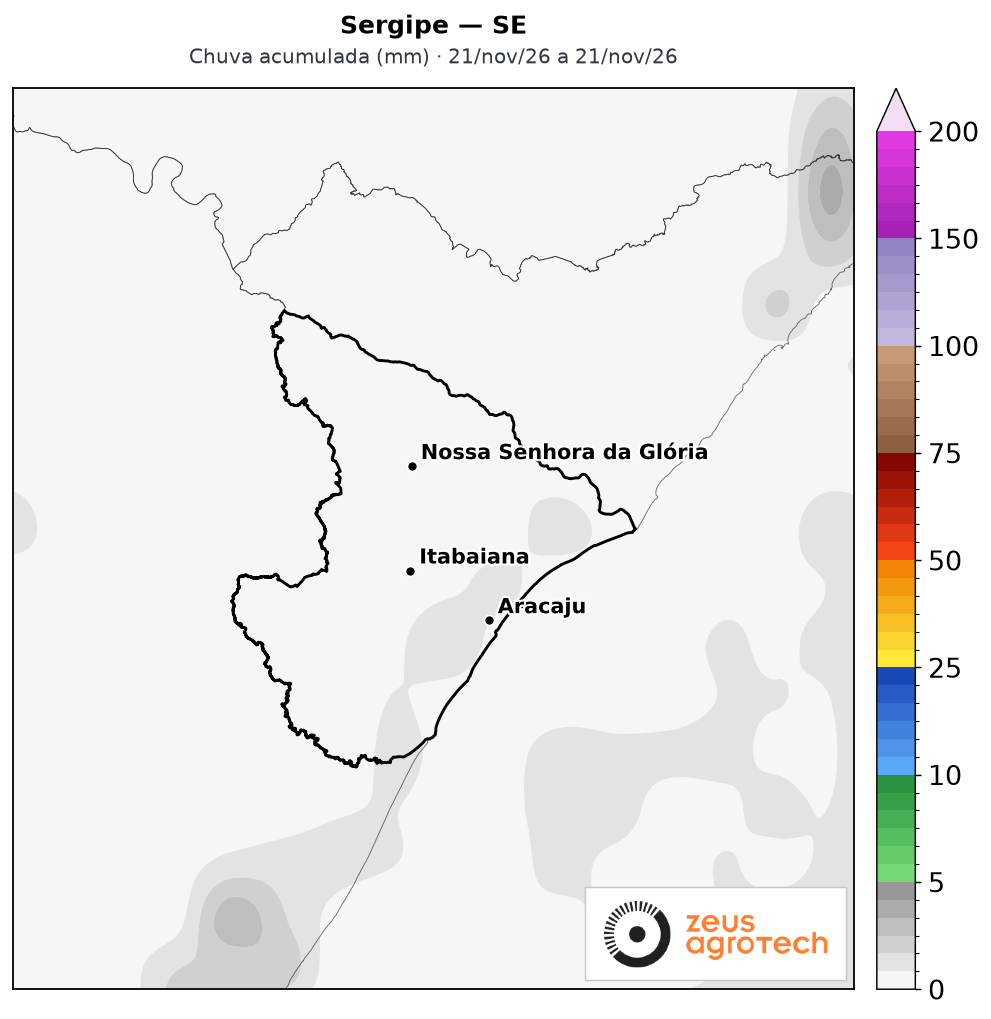 Sergipe — SE
Chuva acumulada (mm) · 21/nov/26 a 21/nov/26
200
150
100
75
50
25
10
5
0
Nossa Senhora da Glória
Itabaiana
Aracaju
zeus
agrotech